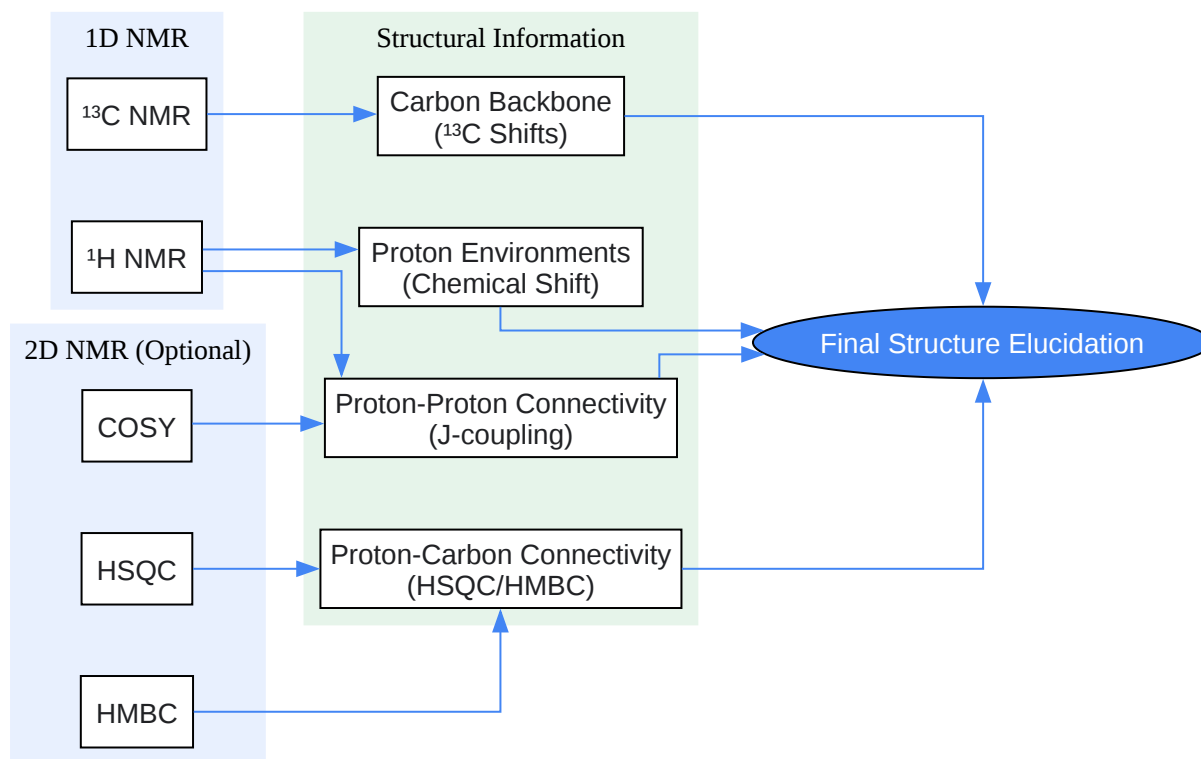 1D NMR
¹³C NMR
¹H NMR
2D NMR (Optional)
COSY
HSQC
HMBC
Structural Information
Carbon Backbone
(¹³C Shifts)
Proton Environments
(Chemical Shift)
Proton-Proton Connectivity
(J-coupling)
Proton-Carbon Connectivity
(HSQC/HMBC)
Final Structure Elucidation